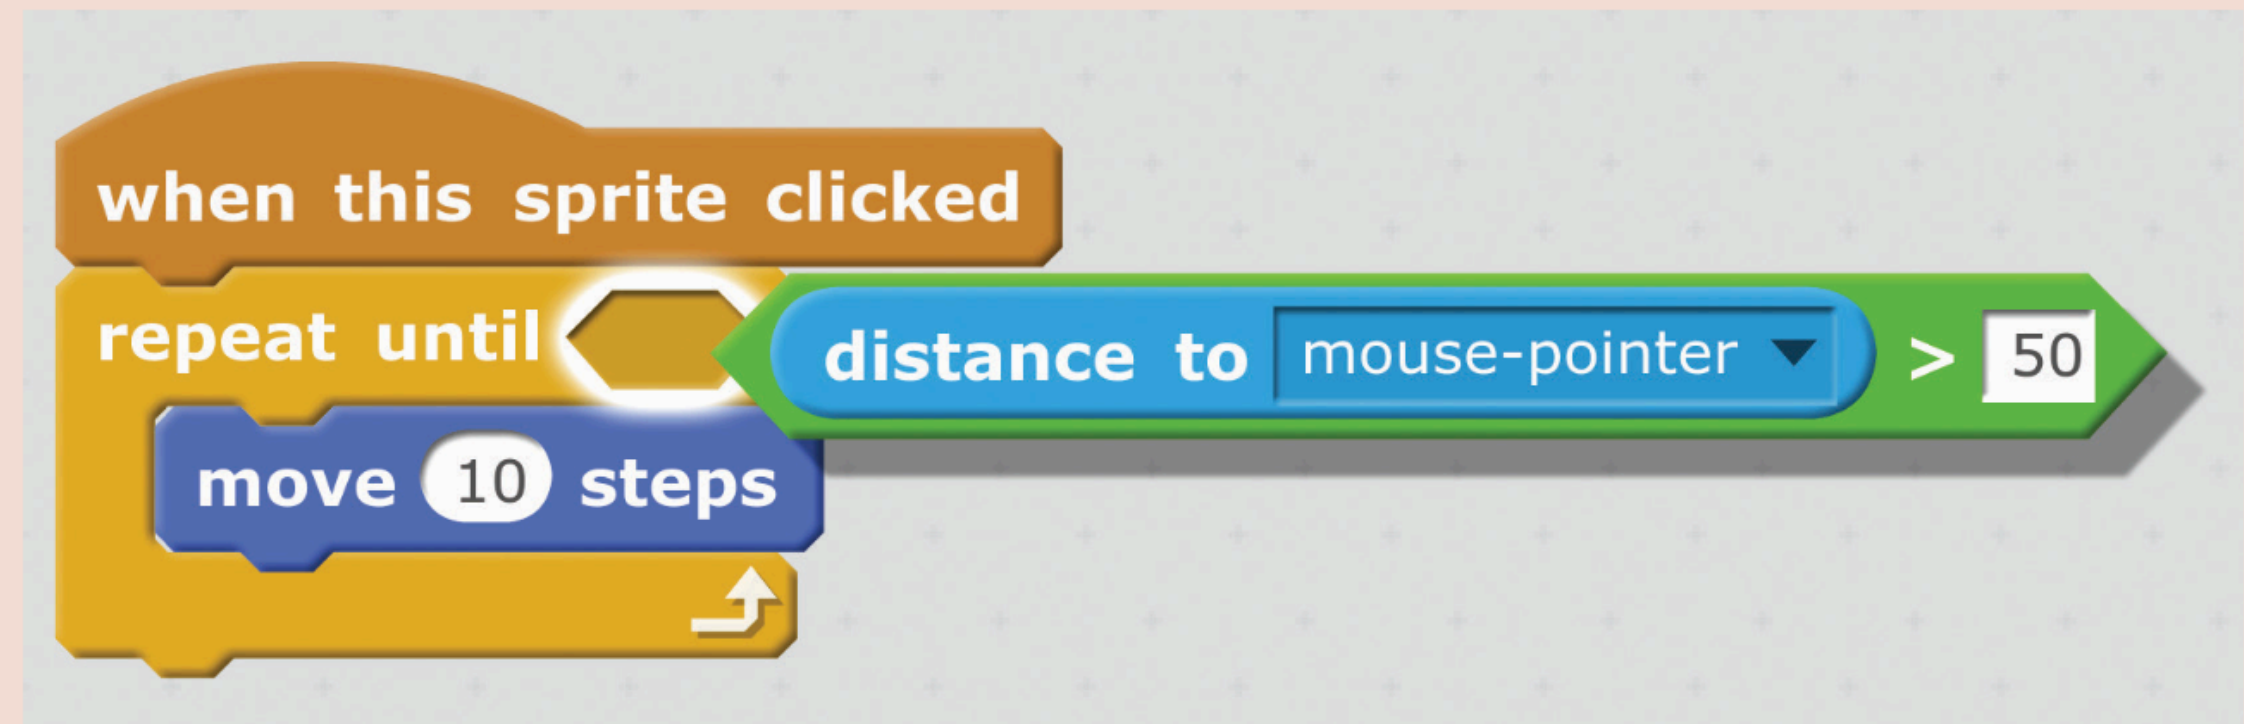 when this sprite clicked
repeat until
distance to mouse-pointer > 50
move 10 steps